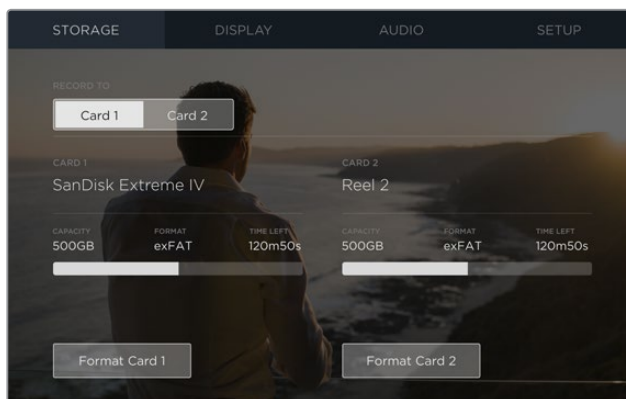 STORAGE DISPLAY AUDIO SETUP
RECORD TO
Card 1 Card 2
CARD 1 CARD 2
SanDisk Extreme IV Reel 2
CAPACITY FORMAT TIME LEFT CAPACITY FORMAT TIME LEFT
500GB exFAT 120m50s 500GB exFAT 120m50s
Format Card 1 Format Card 2